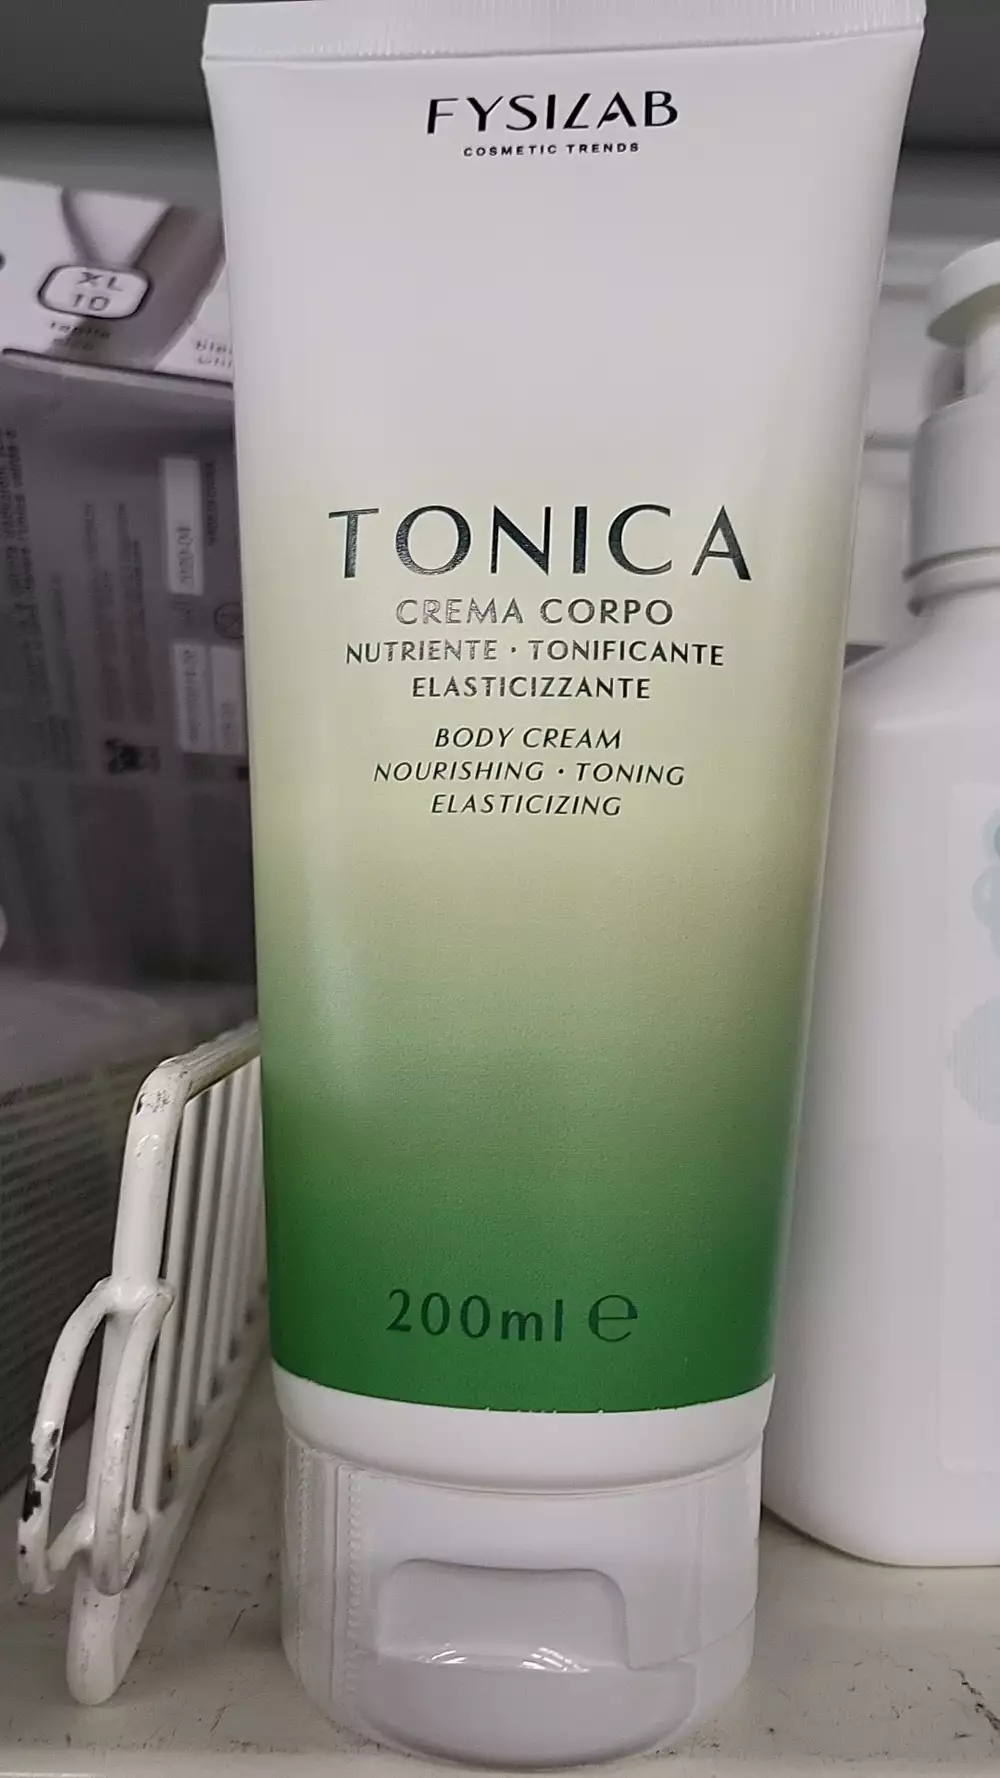 FYSILAB
COSMETIC TRENDS
XL
10
TONICA
CREMA CORPO
NUTRIENTE • TONIFICANTE
ELASTICIZZANTE
BODY CREAM
NOURISHING • TONING
ELASTICIZING
200ml ℮